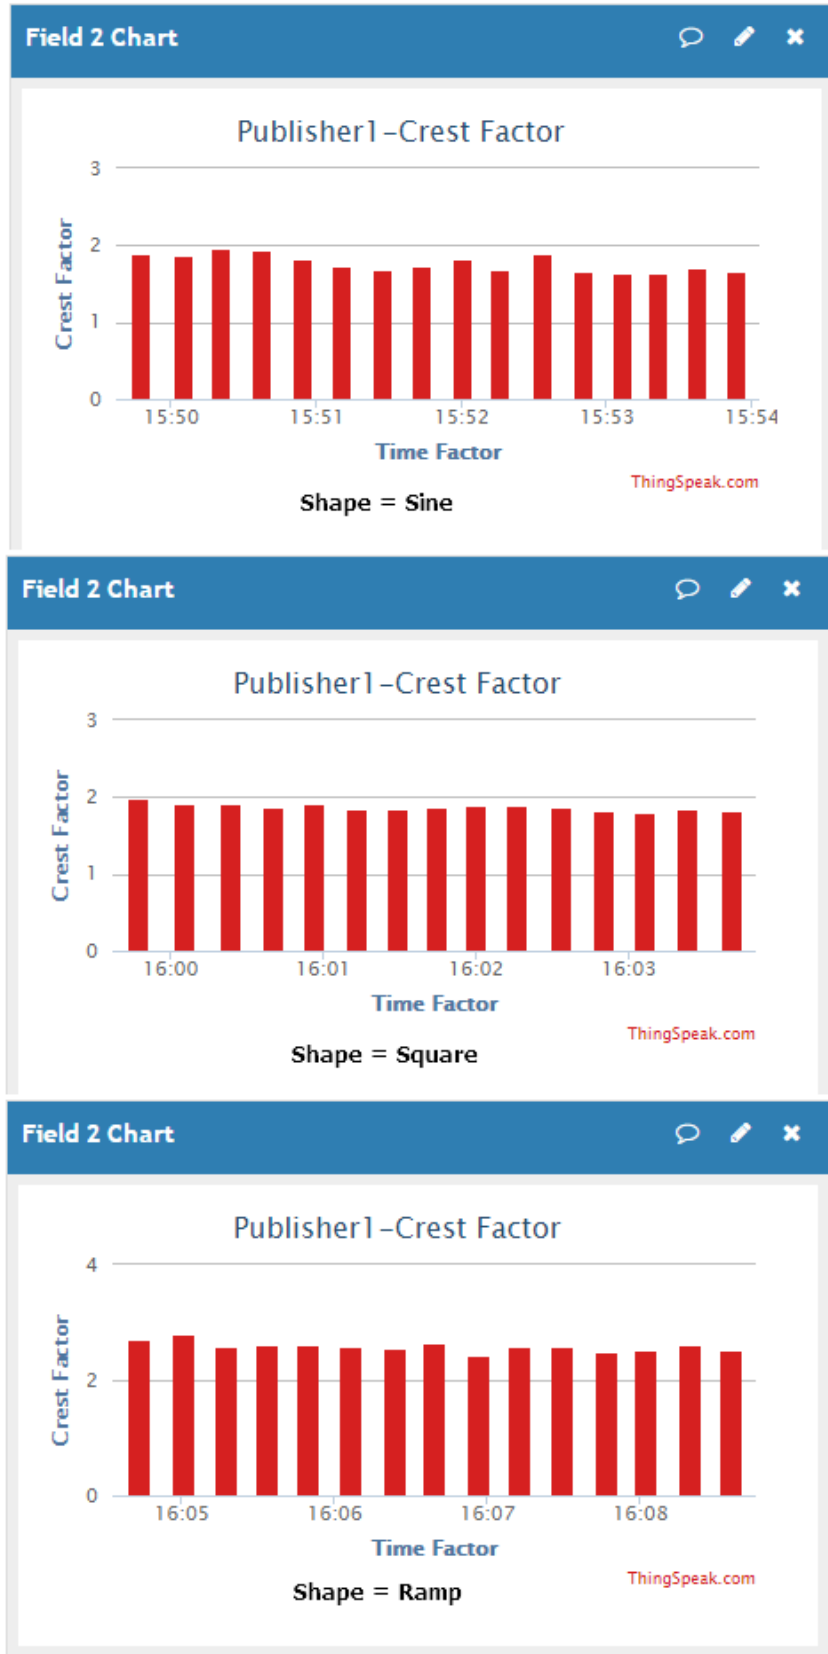 Field 2 Chart
Publisher1-Crest Factor
3
2
1
0
Crest Factor
15:50 15:51 15:52 15:53 15:54
Time Factor
ThingSpeak.com
Shape = Sine
Field 2 Chart
Publisher1-Crest Factor
3
2
1
0
Crest Factor
16:00 16:01 16:02 16:03
Time Factor
ThingSpeak.com
Shape = Square
Field 2 Chart
Publisher1-Crest Factor
4
2
0
Crest Factor
16:05 16:06 16:07 16:08
Time Factor
ThingSpeak.com
Shape = Ramp